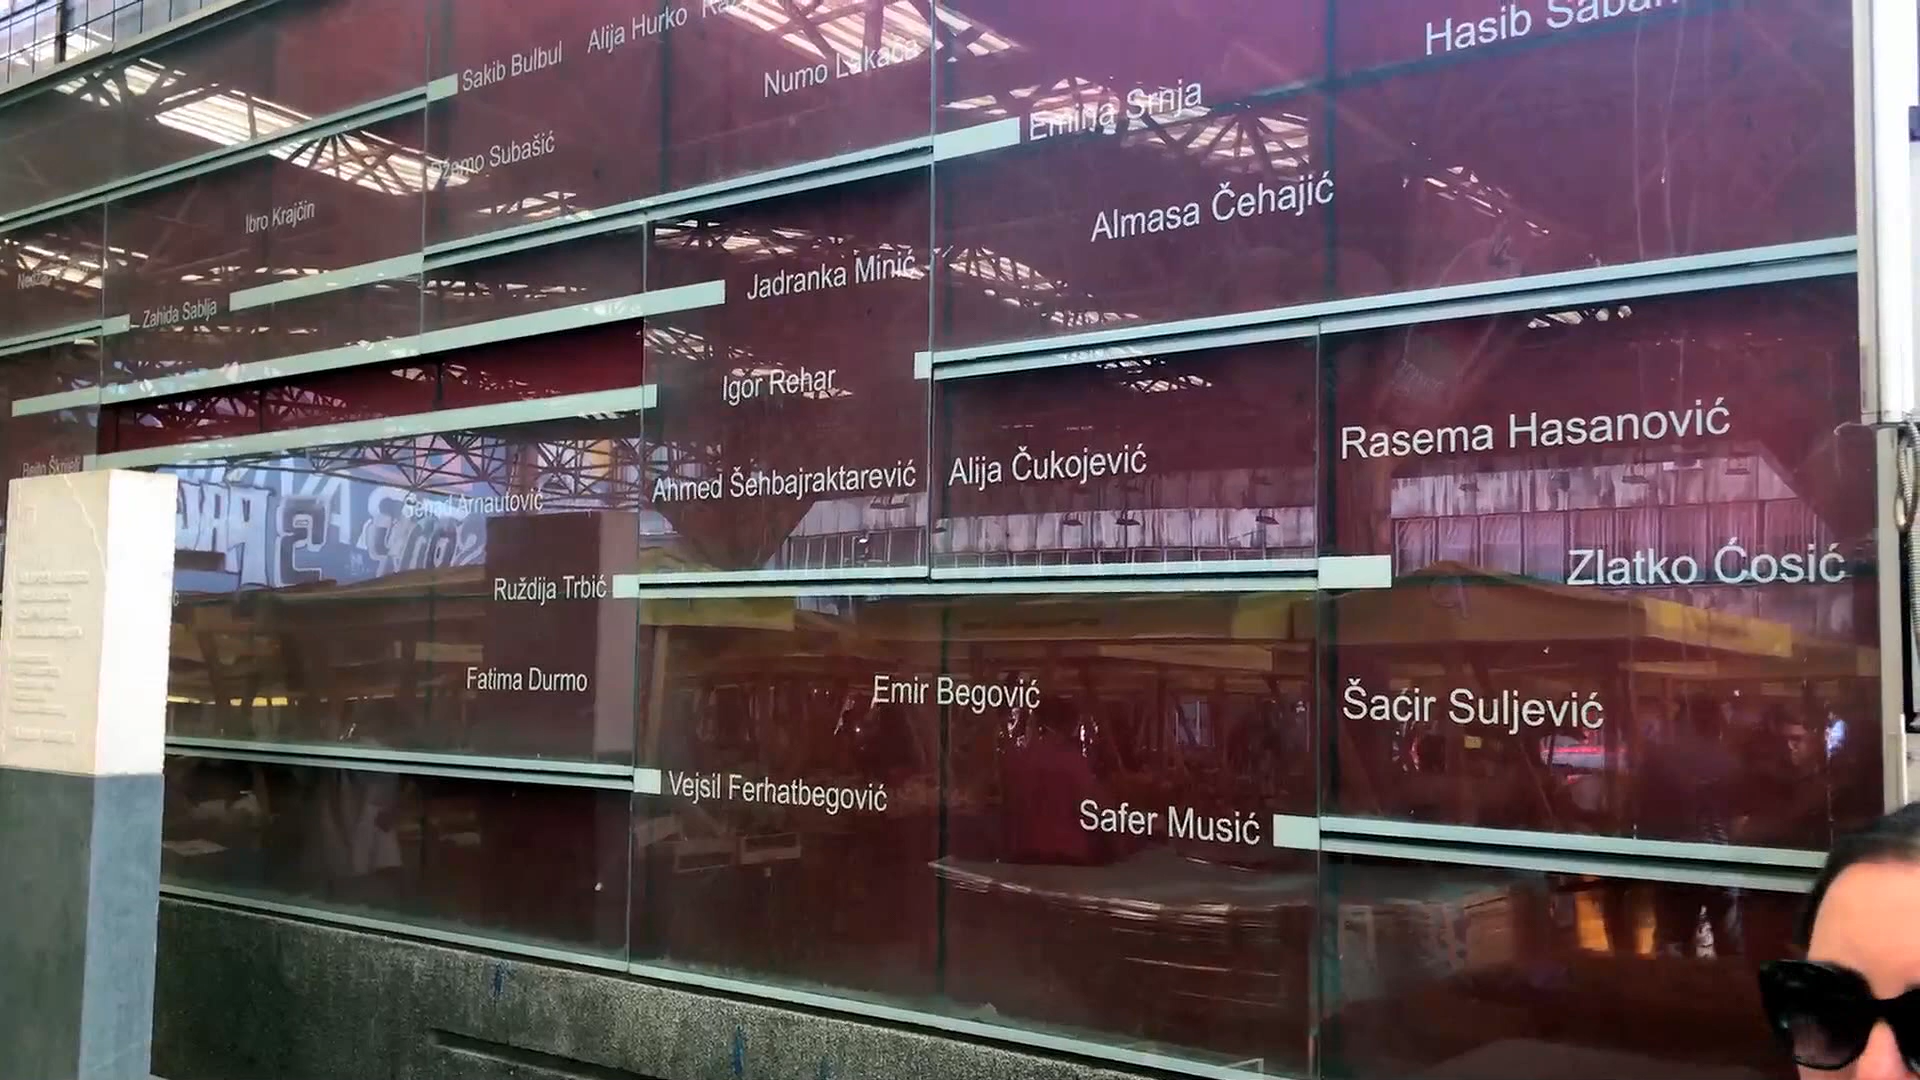 Hasib
Alija Hurko
Sakib Bulbul
Numo Lakača
Emina Srnja
Džemo Subašić
Ibro Krajčin
Almasa Čehajić
Jadranka Minić
Zahida Sablja
Igor Rehar
Rasema Hasanović
Alija Čukojević
Ahmed Šehbajraktarević
Senad Arnautović
Zlatko Ćosić
Ruždija Trbić
Fatima Durmo
Emir Begović
Šaćir Suljević
Vejsil Ferhatbegović
Safer Musić